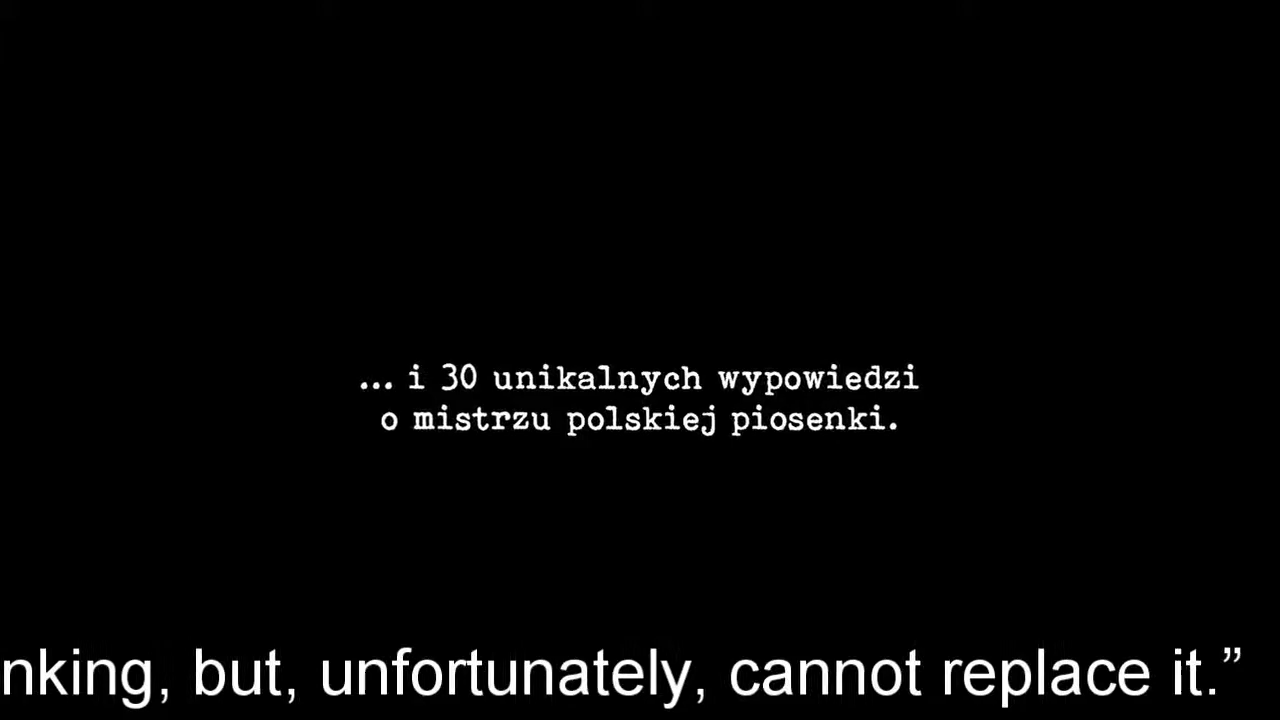 ... i 30 unikalnych wypowiedzi
o mistrzu polskiej piosenki.
nking, but, unfortunately, cannot replace it.”